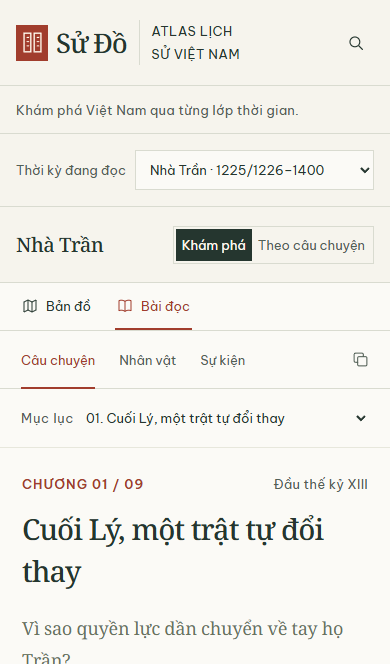 Sử Đồ
ATLAS LỊCH
SỬ VIỆT NAM
Khám phá Việt Nam qua từng lớp thời gian.
Thời kỳ đang đọc
Nhà Trần · 1225/1226–1400
Nhà Trần
Khám phá
Theo câu chuyện
Bản đồ
Bài đọc
Câu chuyện
Nhân vật
Sự kiện
Mục lục
01. Cuối Lý, một trật tự đổi thay
CHƯƠNG 01 / 09
Đầu thế kỷ XIII
Cuối Lý, một trật tự đổi
thay
Vì sao quyền lực dần chuyển về tay họ
Trần?